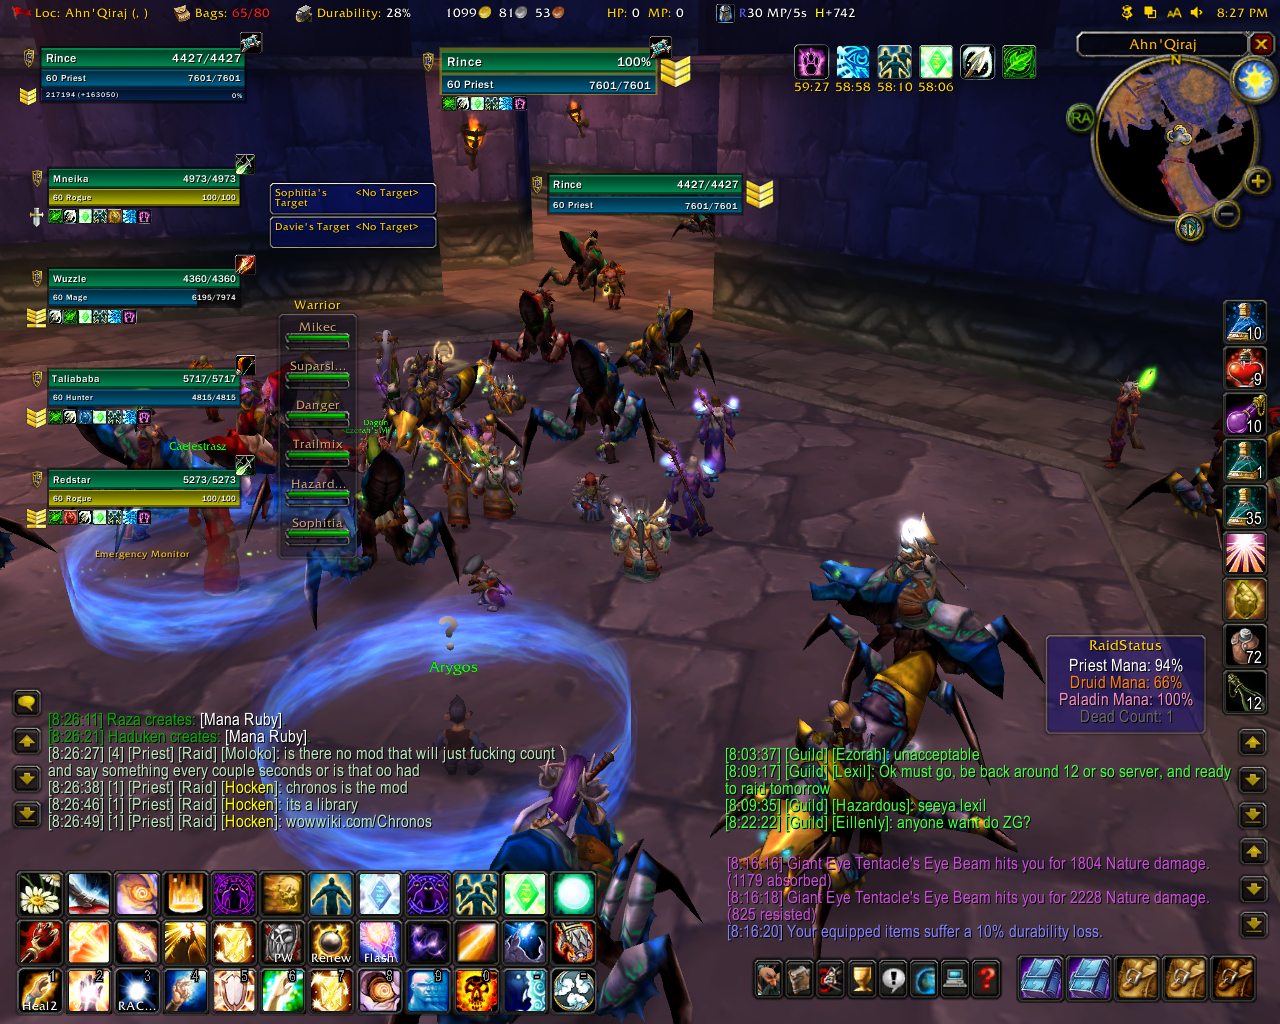 Loc: Ahn'Qiraj (, )
Bags: 65/80
Durability: 28%
1099 81 53
HP: 0 MP: 0
R30 MP/5s H+742
8:27 PM
Rince 4427/4427
60 Priest 7601/7601
217194 (+163050) 0%
Rince 100%
60 Priest 7601/7601
59:27 58:58 58:10 58:06
Ahn'Qiraj
N
RA
Mneika 4973/4973
60 Rogue 100/100
Sophitia's Target <No Target>
Davie's Target <No Target>
Rince 4427/4427
60 Priest 7601/7601
Wuzzle 4360/4360
60 Mage 6195/7974
Warrior
Mikec
Suparsl...
Danger
Trailmix
Hazard...
Sophitia
Taliababa 5717/5717
60 Hunter 4815/4815
Caelestrasz
Redstar 5273/5273
60 Rogue 100/100
Emergency Monitor
10
9
10
1
35
72
12
Arygos
RaidStatus
Priest Mana: 94%
Druid Mana: 66%
Paladin Mana: 100%
Dead Count: 1
[8:26:11] Raza creates: [Mana Ruby].
[8:26:21] Haduken creates: [Mana Ruby].
[8:26:27] [4] [Priest] [Raid] [Moloko]: is there no mod that will just fucking count
and say something every couple seconds or is that oo had
[8:26:38] [1] [Priest] [Raid] [Hocken]: chronos is the mod
[8:26:46] [1] [Priest] [Raid] [Hocken]: its a library
[8:26:49] [1] [Priest] [Raid] [Hocken]: wowwiki.com/Chronos
[8:03:37] [Guild] [Ezorah]: unacceptable
[8:09:17] [Guild] [Lexil]: Ok must go, be back around 12 or so server, and ready
to raid tomorrow
[8:09:35] [Guild] [Hazardous]: seeya lexil
[8:22:22] [Guild] [Eillenly]: anyone want do ZG?
[8:16:16] Giant Eye Tentacle's Eye Beam hits you for 1804 Nature damage.
(1179 absorbed)
[8:16:18] Giant Eye Tentacle's Eye Beam hits you for 2228 Nature damage.
(825 resisted)
[8:16:20] Your equipped items suffer a 10% durability loss.
PW Renew Flash
1 2 3 4 5 6 7 8 9 0 - =
Heal2 RAC...